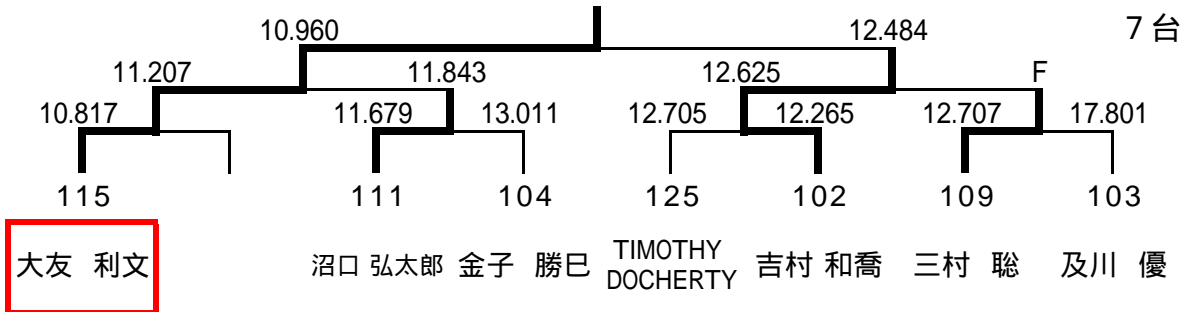 10.960 12.484 7台
11.207 11.843 12.625 F
10.817 11.679 13.011 12.705 12.265 12.707 17.801
115 111 104 125 102 109 103
大友 利文 沼口 弘太郎 金子 勝巳 TIMOTHY DOCHERTY 吉村 和喬 三村 聡 及川 優